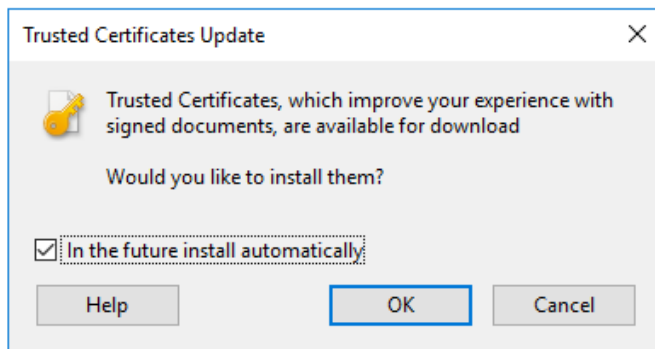 Trusted Certificates Update
Trusted Certificates, which improve your experience with
signed documents, are available for download
Would you like to install them?
In the future install automatically
Help
OK
Cancel